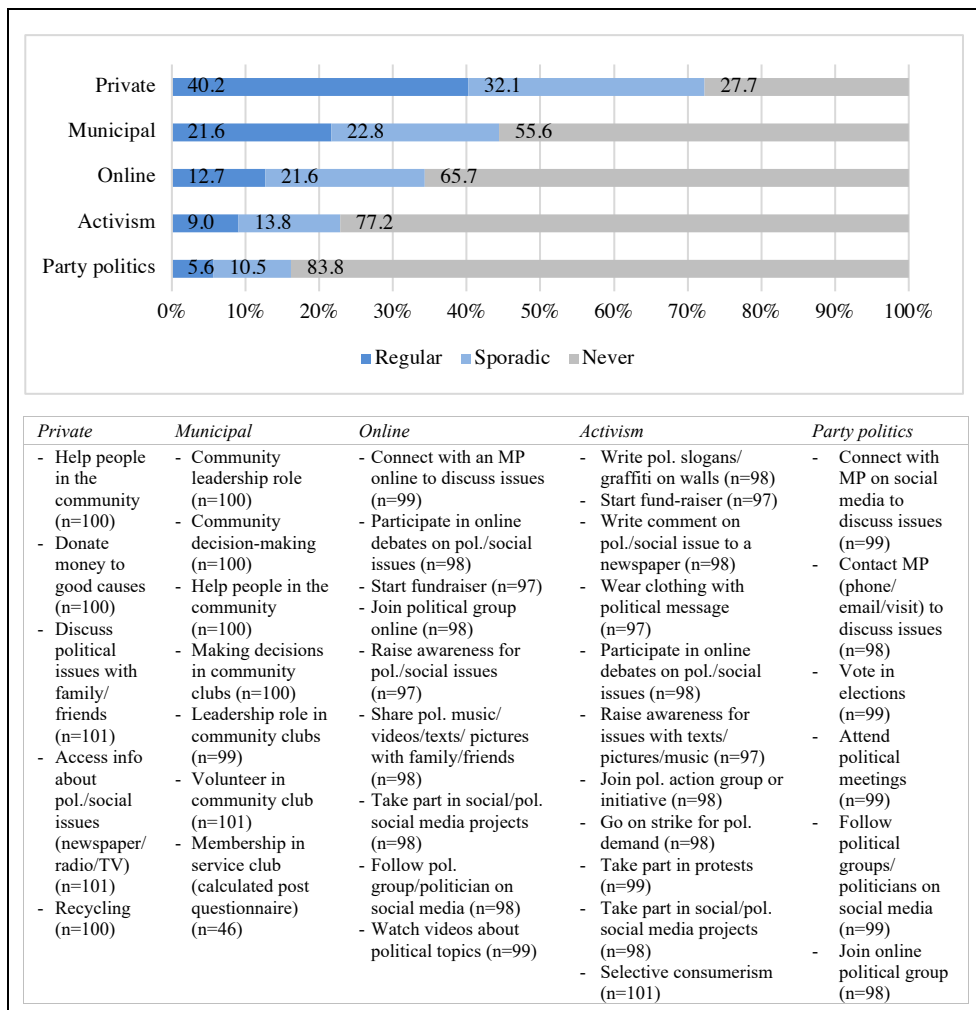 Private 40.2 32.1 27.7
Municipal 21.6 22.8 55.6
Online 12.7 21.6 65.7
Activism 9.0 13.8 77.2
Party politics 5.6 10.5 83.8
0% 10% 20% 30% 40% 50% 60% 70% 80% 90% 100%
Regular Sporadic Never
Private
- Help people
in the
community
(n=100)
- Donate
money to
good causes
(n=100)
- Discuss
political
issues with
family/
friends
(n=101)
- Access info
about
pol./social
issues
(newspaper/
radio/TV)
(n=101)
- Recycling
(n=100)
Municipal
- Community
leadership role
(n=100)
- Community
decision-making
(n=100)
- Help people in the
community
(n=100)
- Making decisions
in community
clubs (n=100)
- Leadership role in
community clubs
(n=99)
- Volunteer in
community club
(n=101)
- Membership in
service club
(calculated post
questionnaire)
(n=46)
Online
- Connect with an MP
online to discuss issues
(n=99)
- Participate in online
debates on pol./social
issues (n=98)
- Start fundraiser (n=97)
- Join political group
online (n=98)
- Raise awareness for
pol./social issues
(n=97)
- Share pol. music/
videos/texts/ pictures
with family/friends
(n=98)
- Take part in social/pol.
social media projects
(n=98)
- Follow pol.
group/politician on
social media (n=98)
- Watch videos about
political topics (n=99)
Activism
- Write pol. slogans/
graffiti on walls (n=98)
- Start fund-raiser (n=97)
- Write comment on
pol./social issue to a
newspaper (n=98)
- Wear clothing with
political message
(n=97)
- Participate in online
debates on pol./social
issues (n=98)
- Raise awareness for
issues with texts/
pictures/music (n=97)
- Join pol. action group or
initiative (n=98)
- Go on strike for pol.
demand (n=98)
- Take part in protests
(n=99)
- Take part in social/pol.
social media projects
(n=98)
- Selective consumerism
(n=101)
Party politics
- Connect with
MP on social
media to
discuss issues
(n=99)
- Contact MP
(phone/
email/visit) to
discuss issues
(n=98)
- Vote in
elections
(n=99)
- Attend
political
meetings
(n=99)
- Follow
political
groups/
politicians on
social media
(n=99)
- Join online
political group
(n=98)